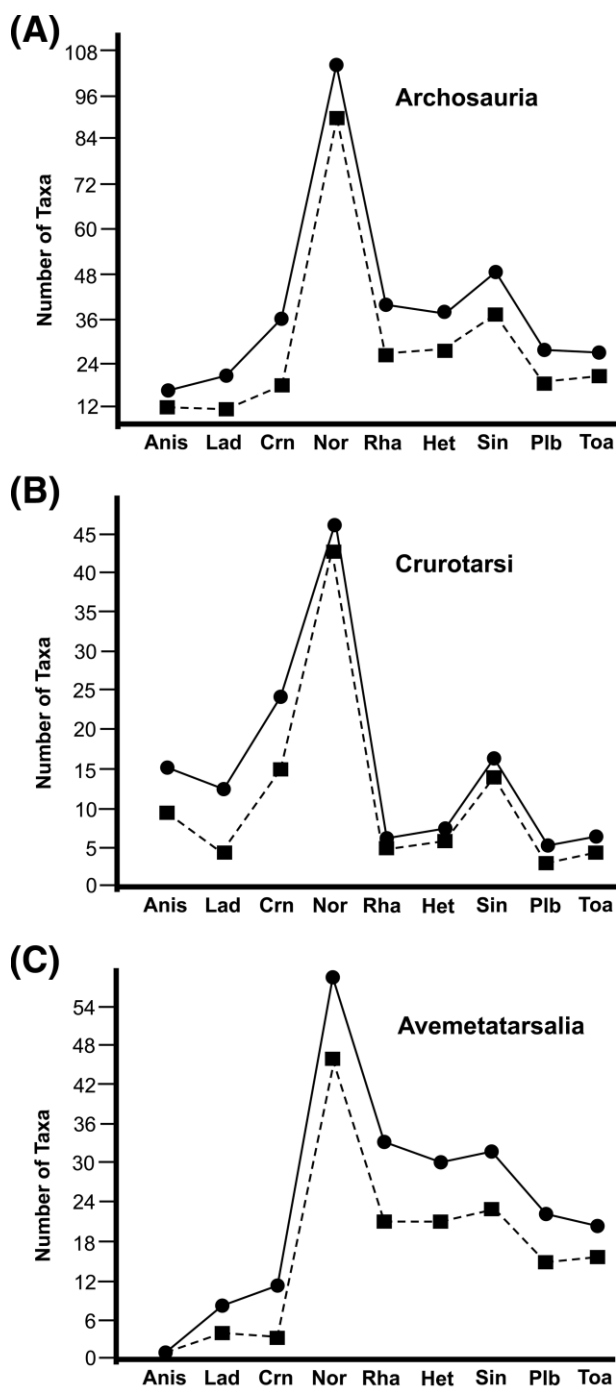 (A)
Archosauria
Number of Taxa
108
96
84
72
60
48
36
24
12
Anis Lad Crn Nor Rha Het Sin Plb Toa
(B)
Crurotarsi
Number of Taxa
45
40
35
30
25
20
15
10
5
0
Anis Lad Crn Nor Rha Het Sin Plb Toa
(C)
Avemetatarsalia
Number of Taxa
54
48
42
36
30
24
18
12
6
0
Anis Lad Crn Nor Rha Het Sin Plb Toa